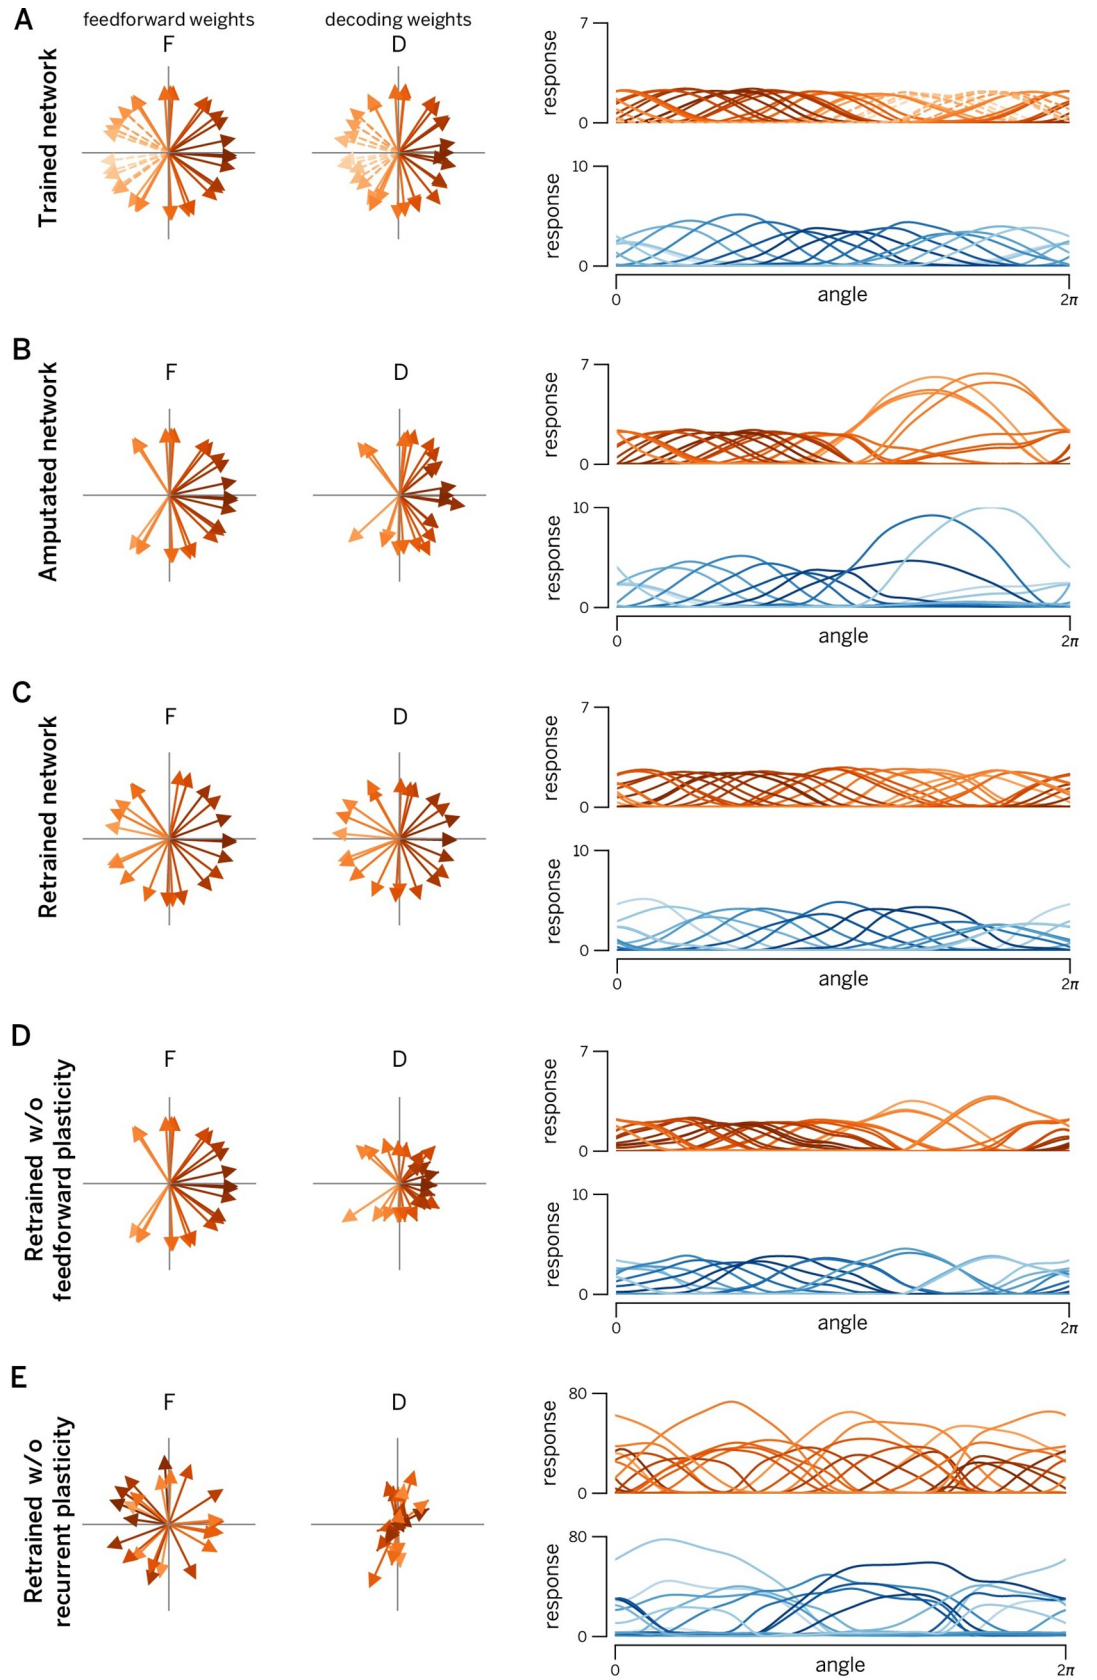 A
feedforward weights
decoding weights
F
D
Trained network
response
7
0
response
10
0
0
angle
2π
B
F
D
Amputated network
response
7
0
response
10
0
0
angle
2π
C
F
D
Retrained network
response
7
0
response
10
0
0
angle
2π
D
F
D
Retrained w/o
feedforward plasticity
response
7
0
response
10
0
0
angle
2π
E
F
D
Retrained w/o
recurrent plasticity
response
80
0
response
80
0
0
angle
2π